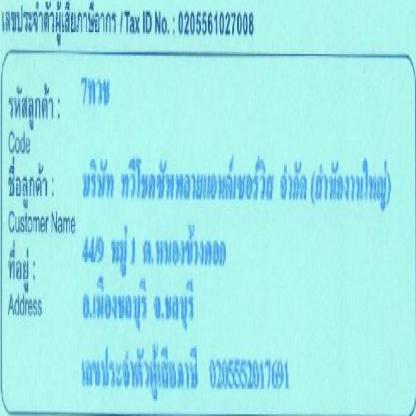 เลขประจำตัวผู้เสียภาษีอากร / Tax ID No. : 0205561027008
รหัสลูกค้า : 7ทวช
Code
ชื่อลูกค้า : บริษัท ทวีโชคซัพพลายแอนด์เซอร์วิส จำกัด (สำนักงานใหญ่)
Customer Name
ที่อยู่ : 44/9 หมู่ 1 ต.หนองข้างคอก
Address อ.เมืองชลบุรี จ.ชลบุรี
เลขประจำตัวผู้เสียภาษี 0205552017691